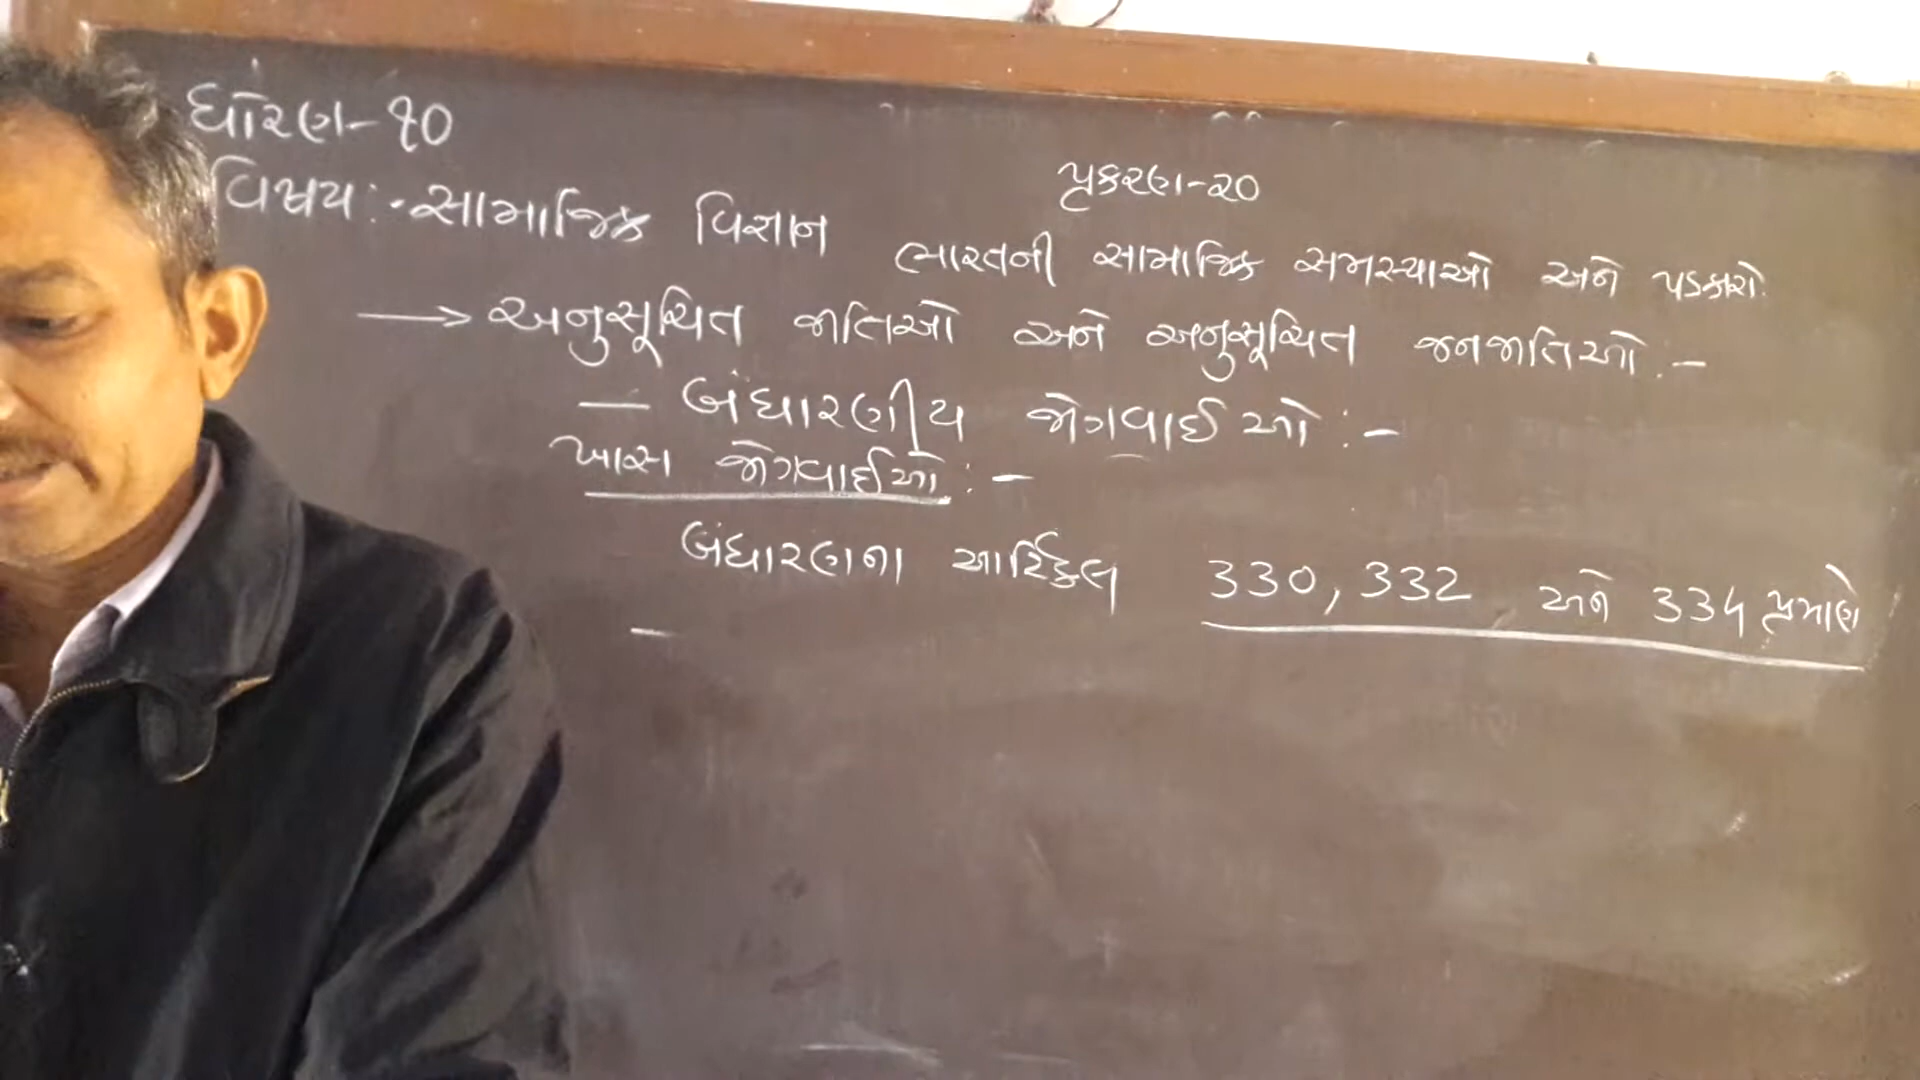 ધોરણ-૧૦
વિષય:-સામાજિક વિજ્ઞાન
પ્રકરણ-૨૦
ભારતની સામાજિક સમસ્યાઓ અને પડકારો.
→ અનુસૂચિત જાતિઓ અને અનુસૂચિત જનજાતિઓ:-
— બંધારણીય જોગવાઈઓ:-
ખાસ જોગવાઈઓ:-
બંધારણના આર્ટિકલ 330, 332 અને 334 પ્રમાણે
—